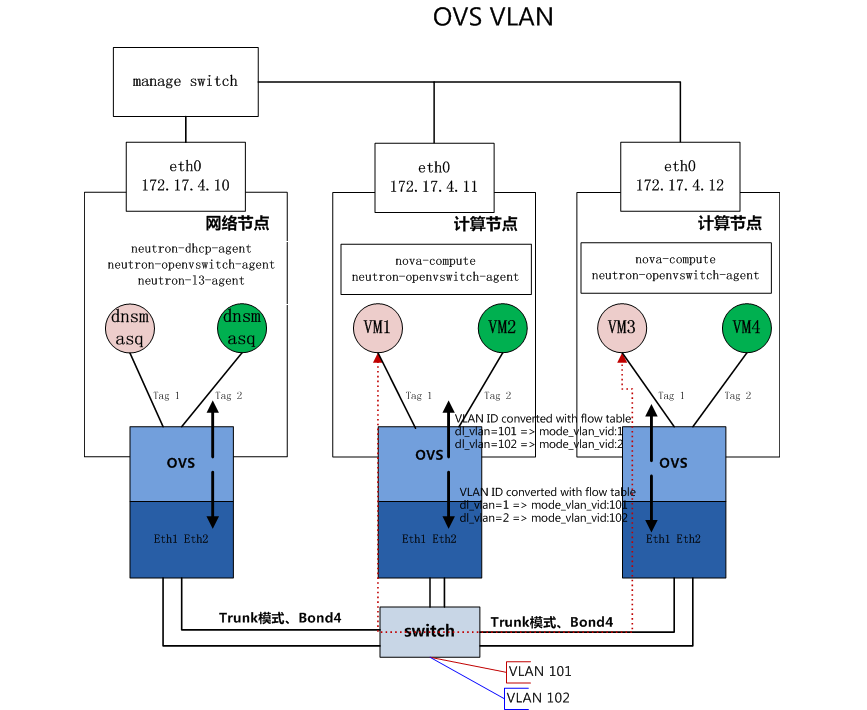 OVS VLAN
manage switch
eth0
172.17.4.10
eth0
172.17.4.11
eth0
172.17.4.12
网络节点
计算节点
计算节点
neutron-dhcp-agent
neutron-openvswitch-agent
neutron-l3-agent
nova-compute
neutron-openvswitch-agent
nova-compute
neutron-openvswitch-agent
dnsm
asq
dnsm
asq
VM1
VM2
VM3
VM4
Tag 1
Tag 2
Tag 1
Tag 2
Tag 1
Tag 2
VLAN ID converted with flow table
dl_vlan=101 => mode_vlan_vid:1
dl_vlan=102 => mode_vlan_vid:2
OVS
OVS
OVS
VLAN ID converted with flow table
dl_vlan=1 => mode_vlan_vid:101
dl_vlan=2 => mode_vlan_vid:102
Eth1 Eth2
Eth1 Eth2
Eth1 Eth2
Trunk模式、Bond4
switch
Trunk模式、Bond4
VLAN 101
VLAN 102